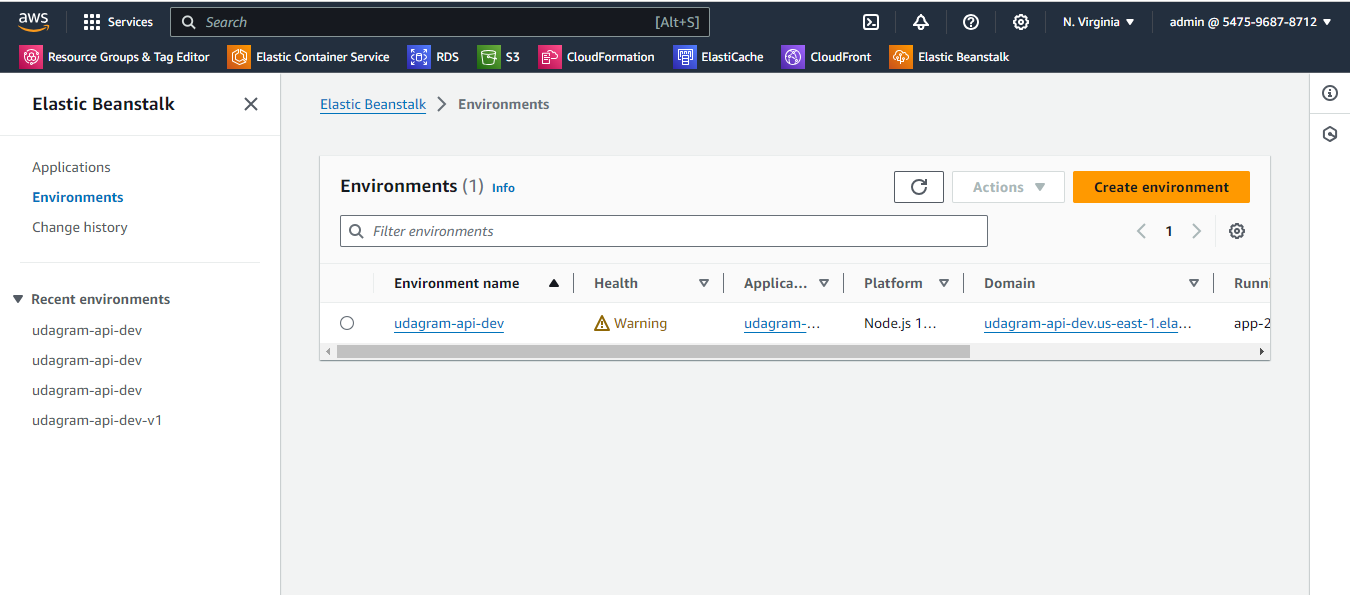 aws Services Search [Alt+S] N. Virginia admin @ 5475-9687-8712
Resource Groups & Tag Editor Elastic Container Service RDS S3 CloudFormation ElastiCache CloudFront Elastic Beanstalk
Elastic Beanstalk
Applications
Environments
Change history
Recent environments
udagram-api-dev
udagram-api-dev
udagram-api-dev
udagram-api-dev-v1
Elastic Beanstalk Environments
Environments (1) Info Actions Create environment
Filter environments 1
Environment name Health Applica... Platform Domain Runni
udagram-api-dev Warning udagram-... Node.js 1... udagram-api-dev.us-east-1.ela... app-2